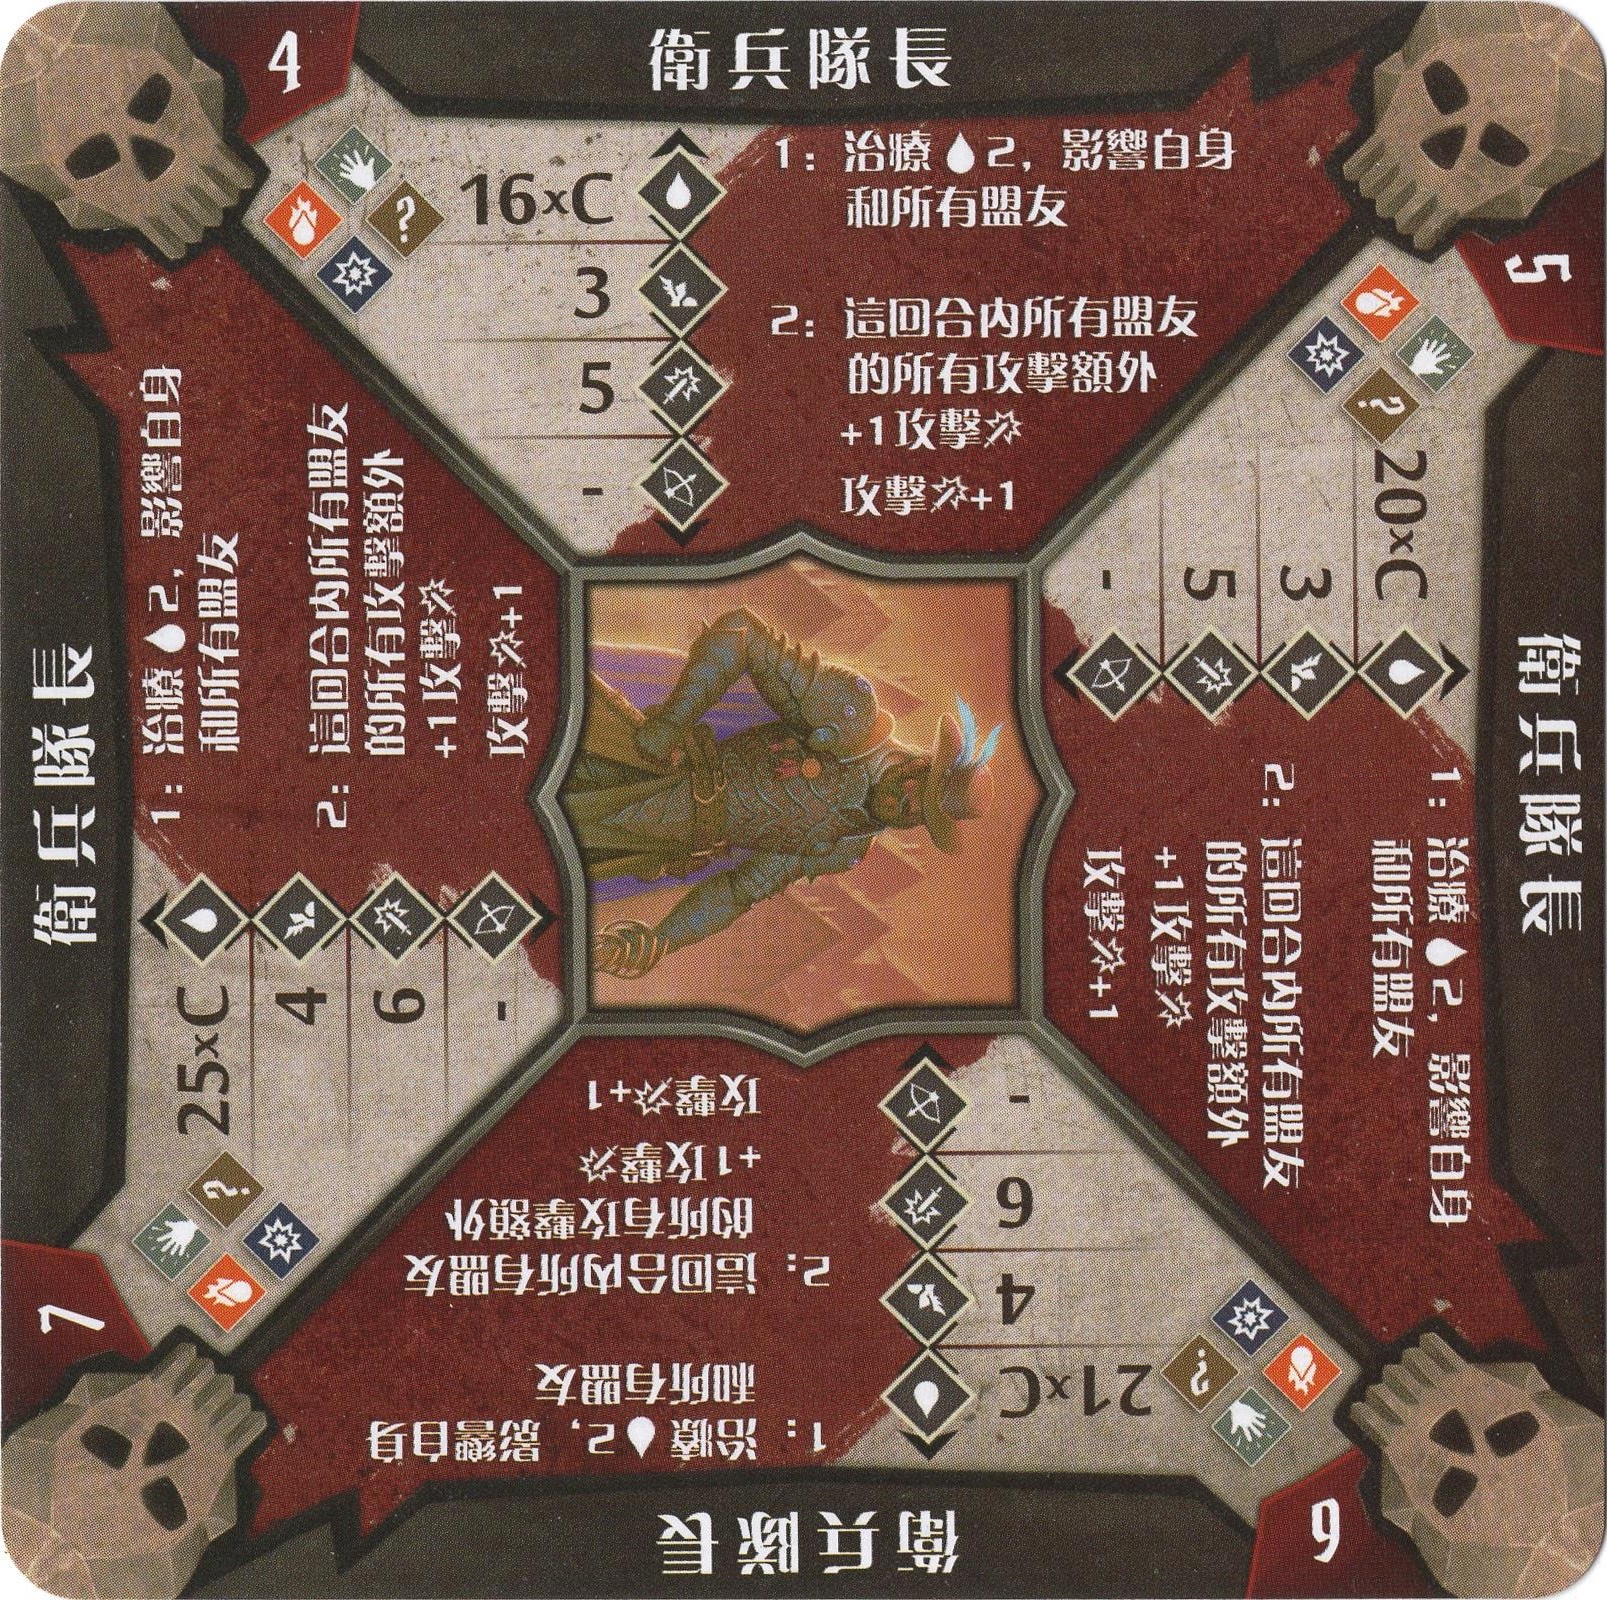 4
衛兵隊長
16xC
3
5
-
1: 治療 2, 影響自身
和所有盟友
2: 這回合內所有盟友
的所有攻擊額外
+1攻擊
攻擊 +1
5
衛兵隊長
20xC
3
5
-
1: 治療 2, 影響自身
和所有盟友
2: 這回合內所有盟友
的所有攻擊額外
+1攻擊
攻擊 +1
6
衛兵隊長
21xC
4
6
-
1: 治療 2, 影響自身
和所有盟友
2: 這回合內所有盟友
的所有攻擊額外
+1攻擊
攻擊 +1
7
衛兵隊長
25xC
4
6
-
1: 治療 2, 影響自身
和所有盟友
2: 這回合內所有盟友
的所有攻擊額外
+1攻擊
攻擊 +1
?
?
?
?